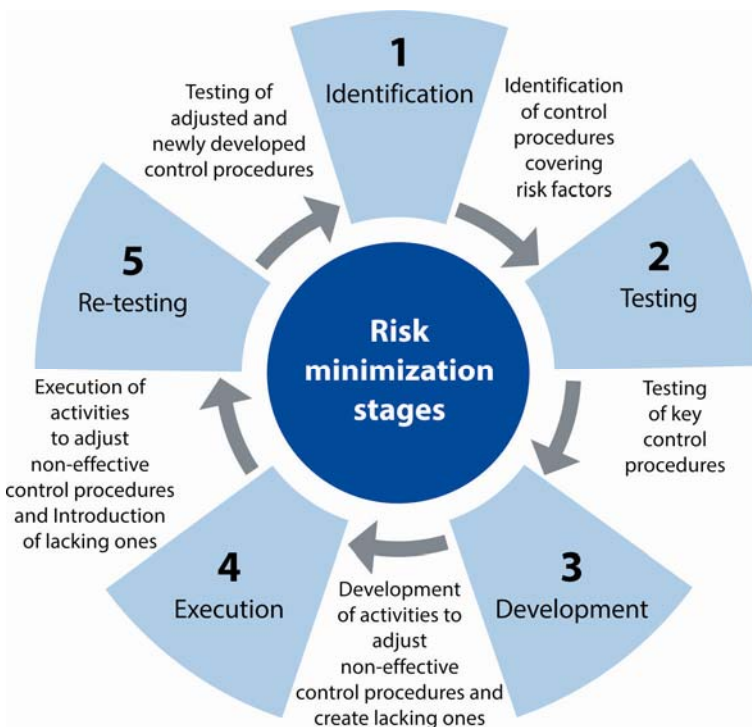 1
Identification
Identification
of control
procedures
covering
risk factors
2
Testing
Testing
of key
control
procedures
3
Development
Development
of activities to
adjust
non-effective
control procedures and
create lacking ones
4
Execution
Execution of
activities
to adjust
non-effective
control procedures
and Introduction
of lacking ones
5
Re-testing
Testing of
adjusted and
newly developed
control procedures
Risk
minimization
stages